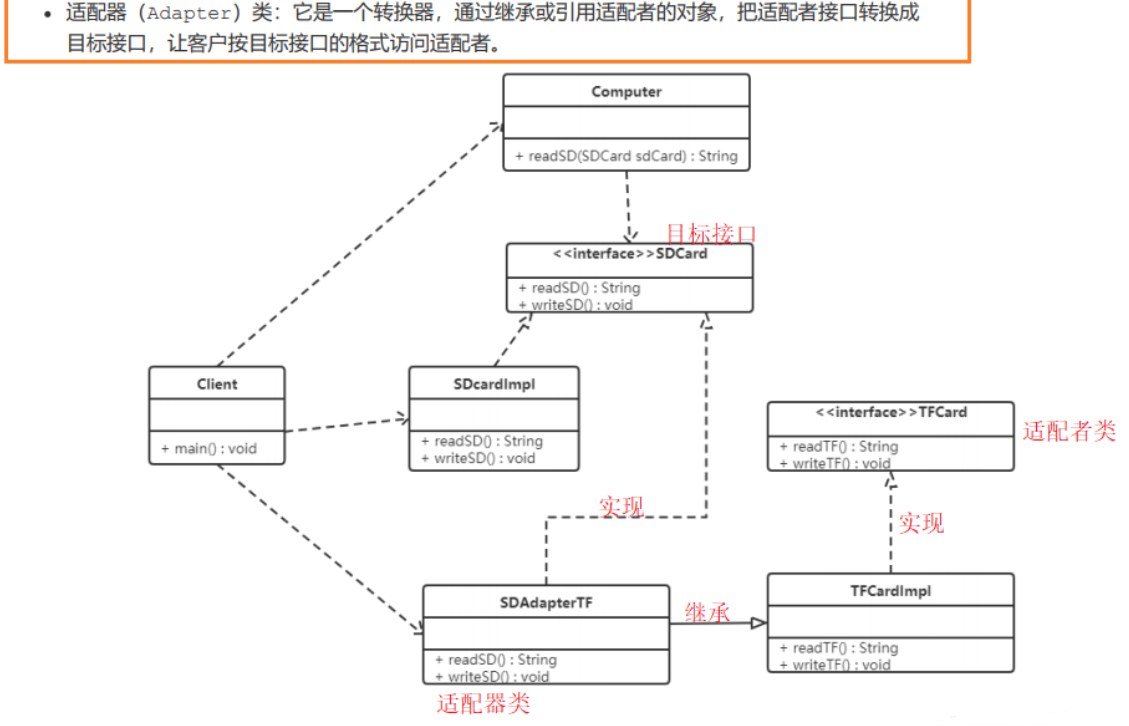 • 适配器（Adapter）类：它是一个转换器，通过继承或引用适配者的对象，把适配者接口转换成
目标接口，让客户按目标接口的格式访问适配者。
Computer
+ readSD(SDCard sdCard) : String
目标接口
<<interface>>SDCard
+ readSD() : String
+ writeSD() : void
Client
+ main() : void
SDcardImpl
+ readSD() : String
+ writeSD() : void
<<interface>>TFCard
+ readTF() : String
+ writeTF() : void
适配者类
实现
实现
SDAdapterTF
+ readSD() : String
+ writeSD() : void
适配器类
继承
TFCardImpl
+ readTF() : String
+ writeTF() : void